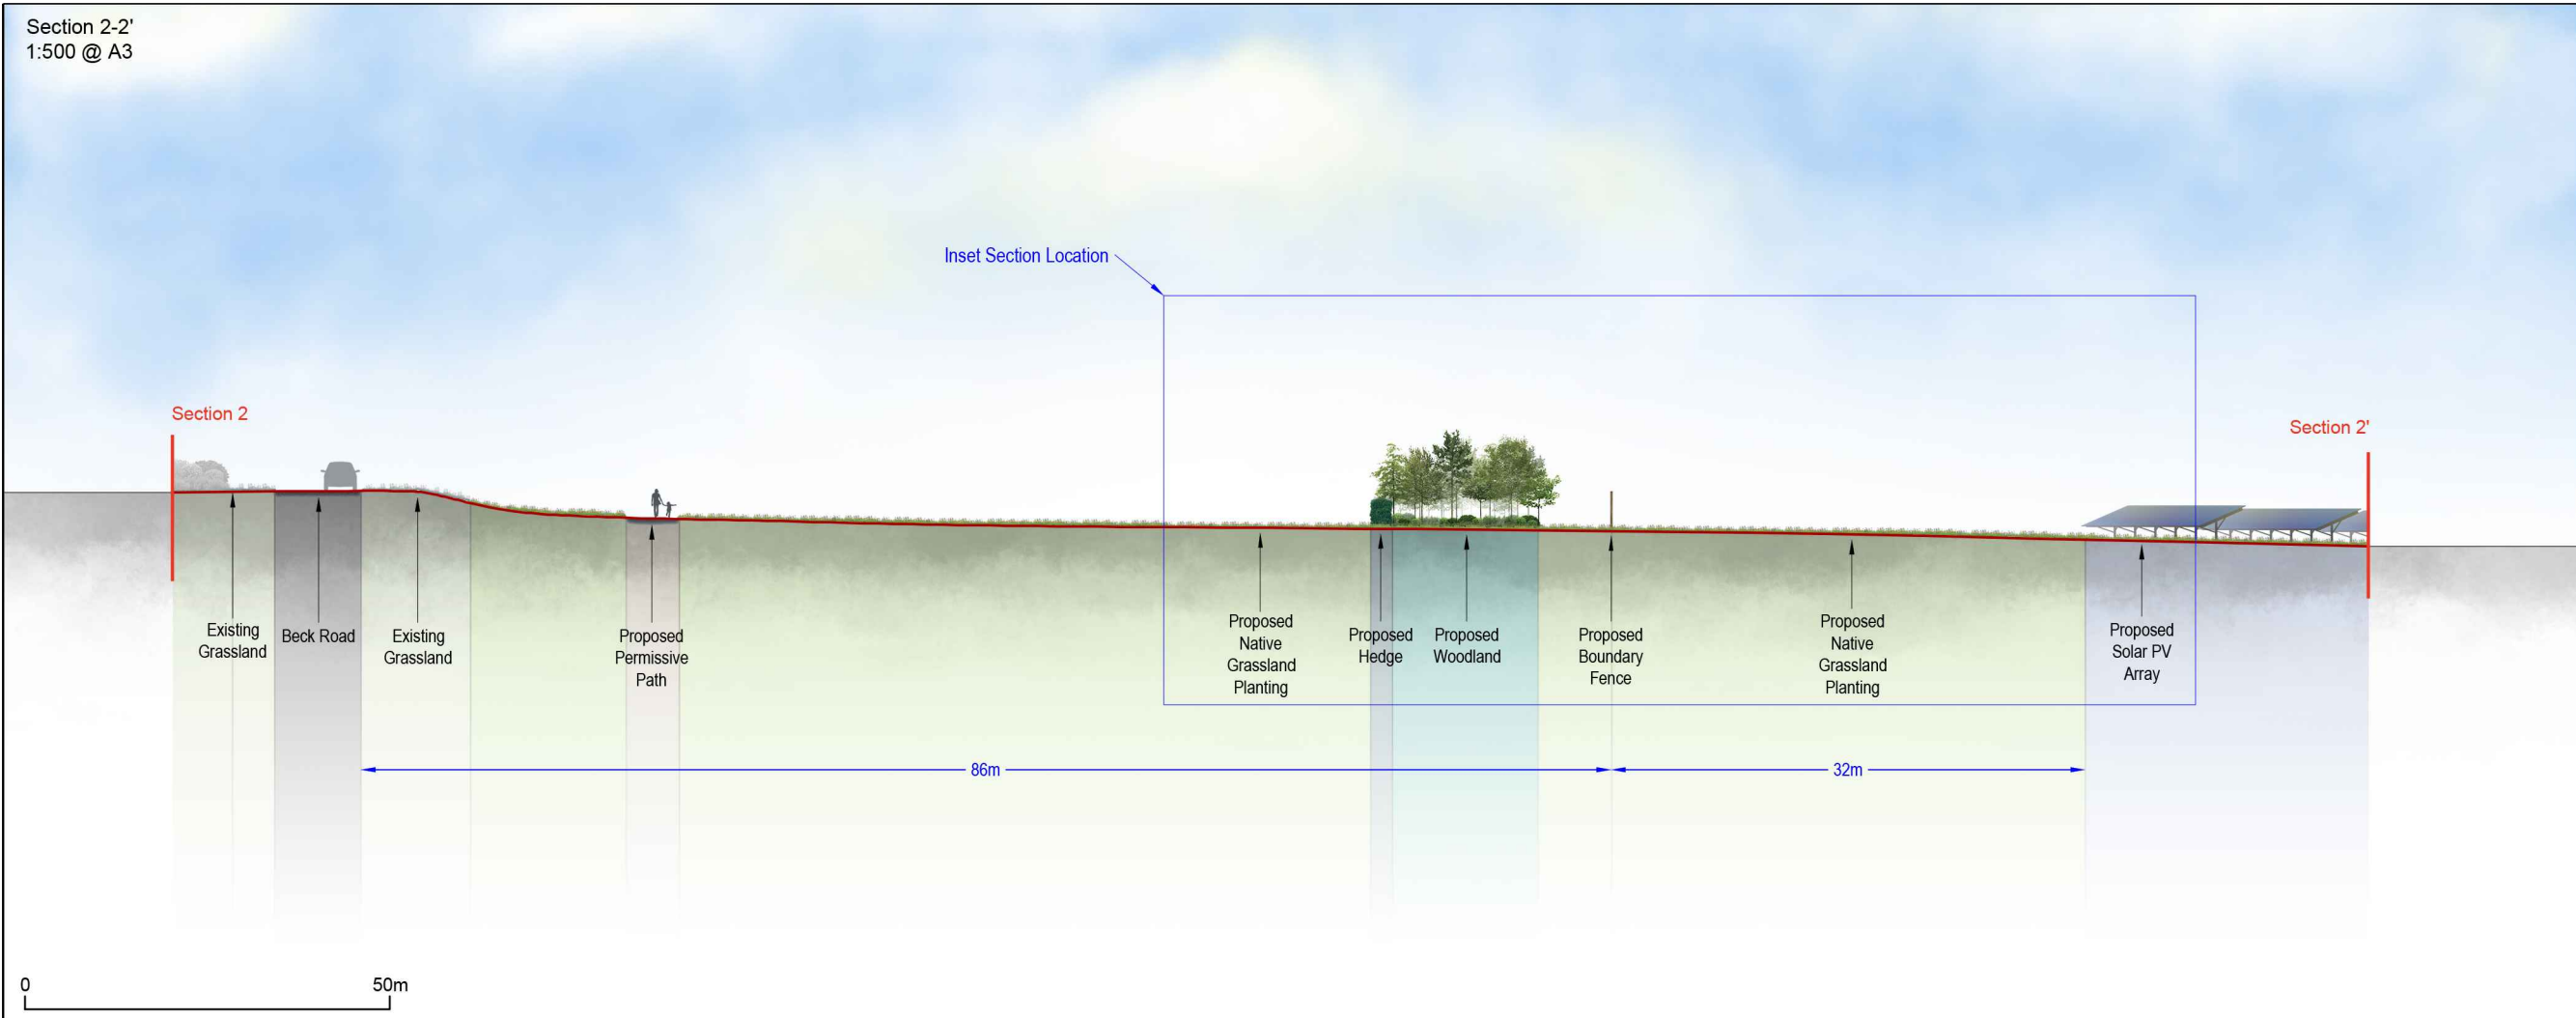 Section 2-2'
1:500 @ A3
Inset Section Location
Section 2
Section 2'
Existing
Grassland
Beck Road
Existing
Grassland
Proposed
Permissive
Path
Proposed
Native
Grassland
Planting
Proposed
Hedge
Proposed
Woodland
Proposed
Boundary
Fence
Proposed
Native
Grassland
Planting
Proposed
Solar PV
Array
86m
32m
0
50m